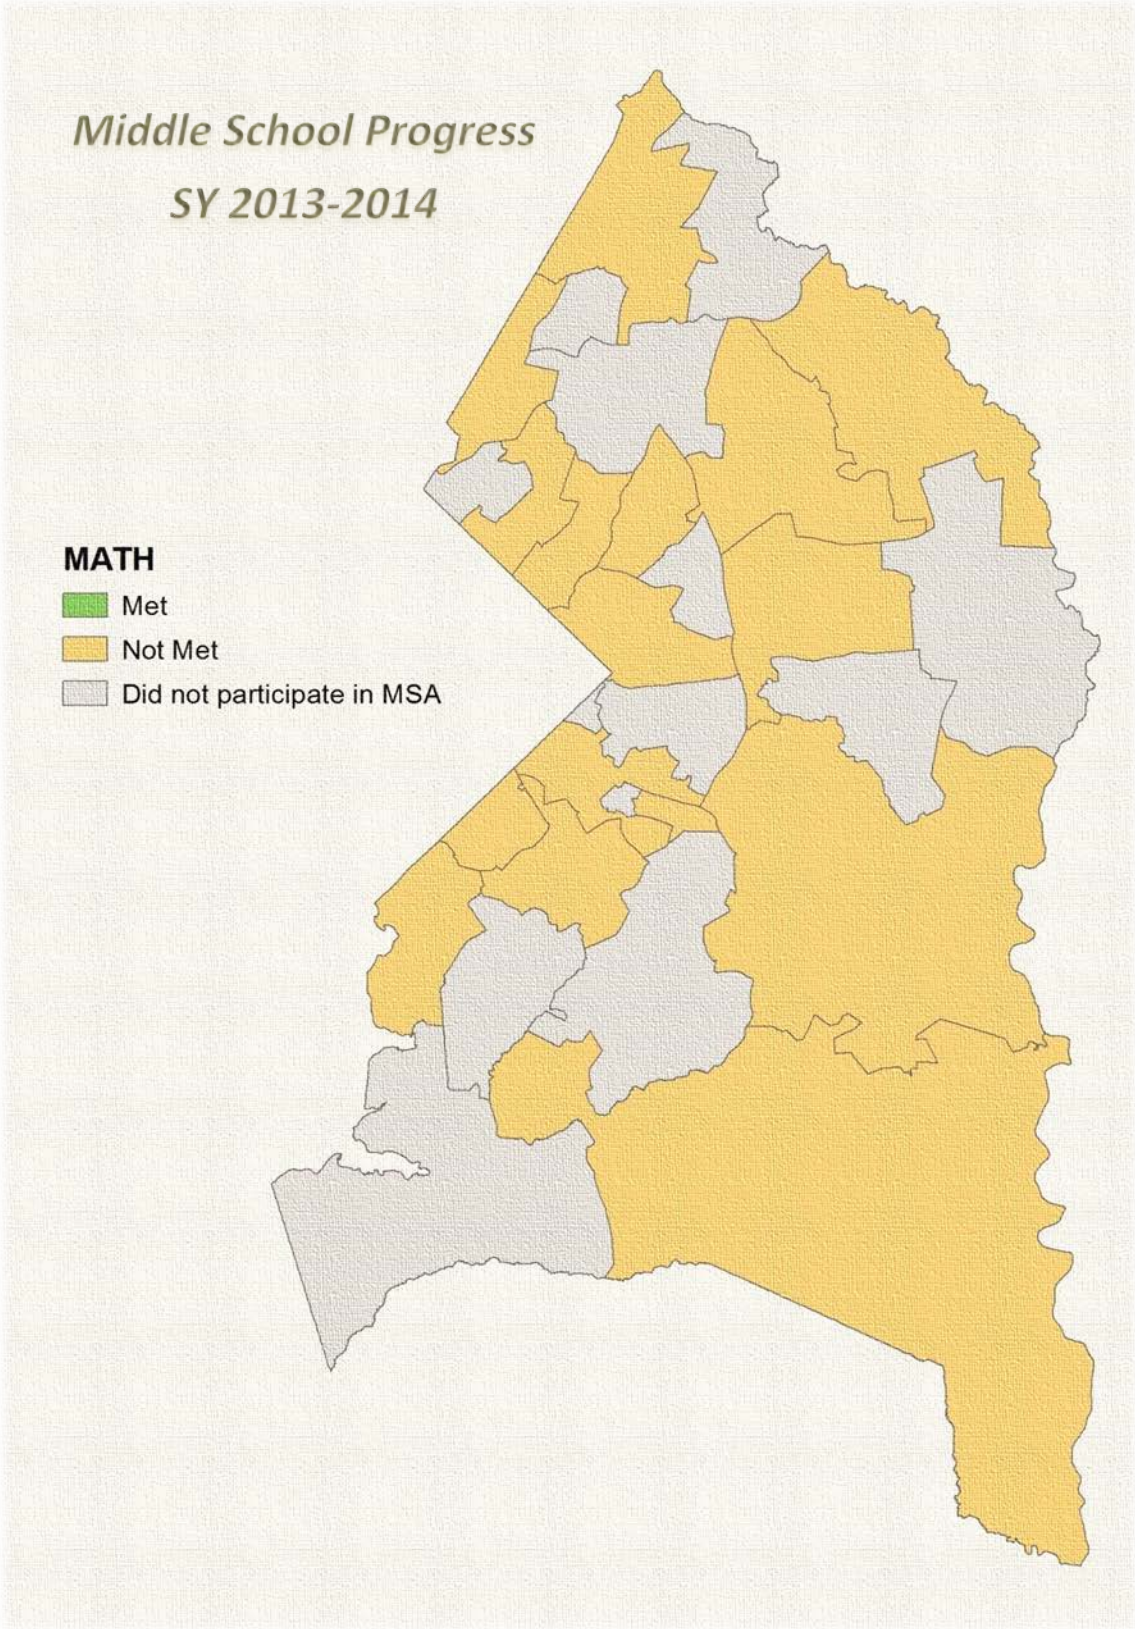 Middle School Progress
SY 2013-2014
MATH
Met
Not Met
Did not participate in MSA